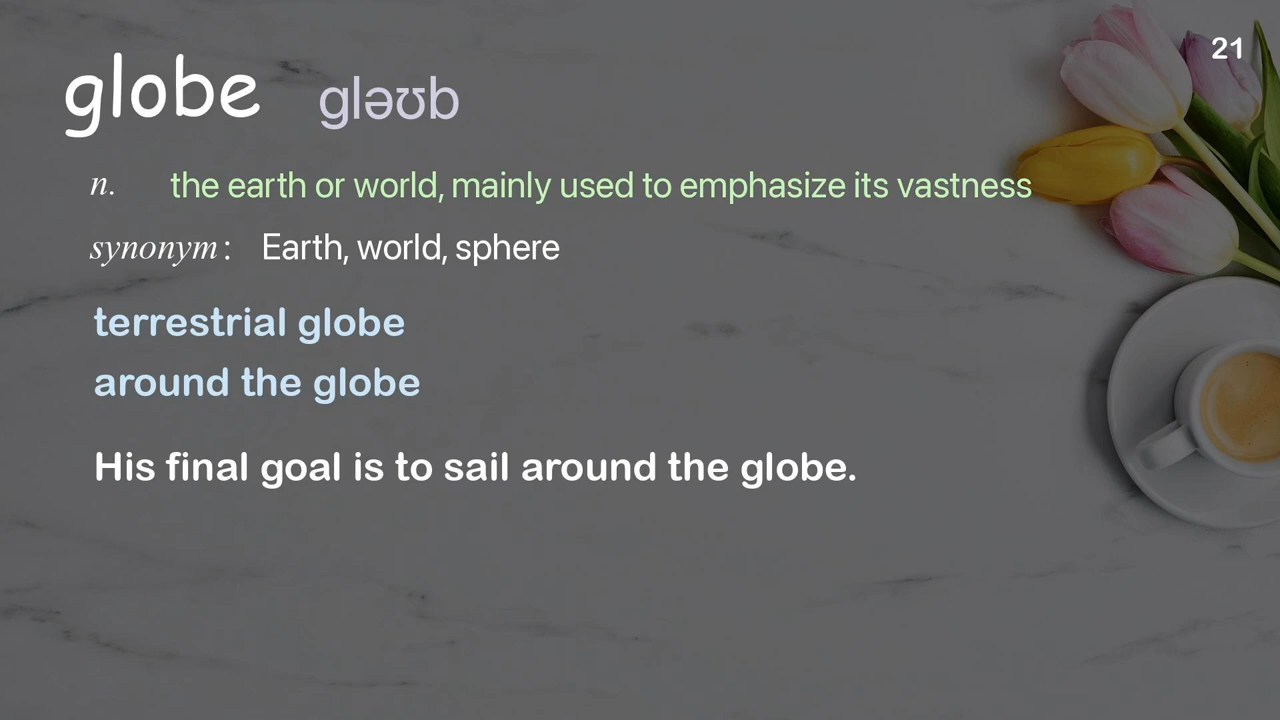 21
globe gləʊb
n. the earth or world, mainly used to emphasize its vastness
synonym: Earth, world, sphere
terrestrial globe
around the globe
His final goal is to sail around the globe.